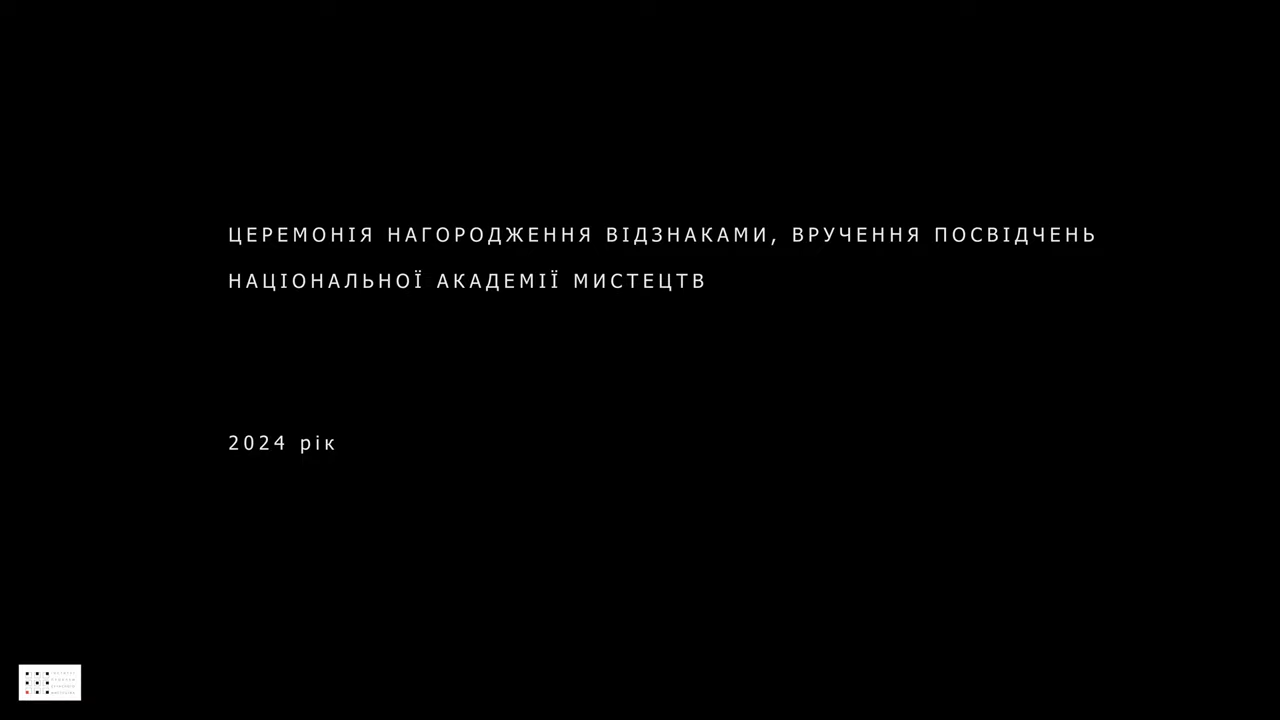 ЦЕРЕМОНІЯ НАГОРОДЖЕННЯ ВІДЗНАКАМИ, ВРУЧЕННЯ ПОСВІДЧЕНЬ
НАЦІОНАЛЬНОЇ АКАДЕМІЇ МИСТЕЦТВ
2024 рік